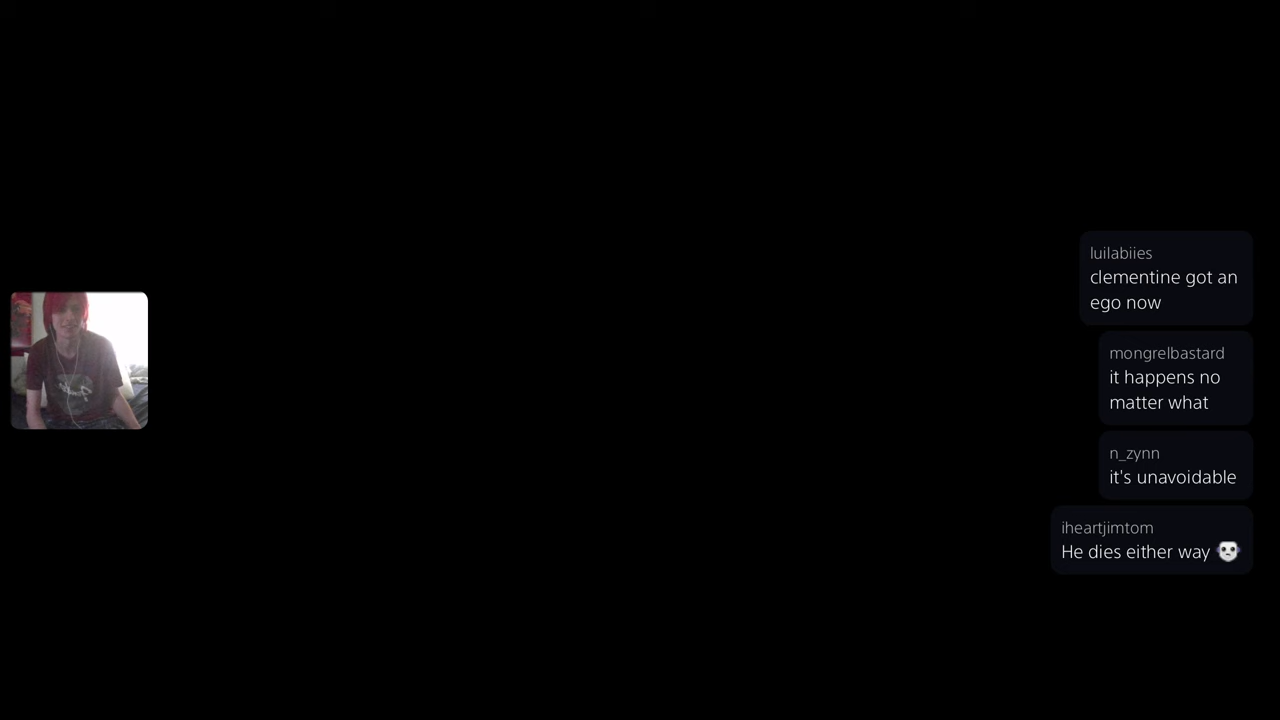 luilabiies
clementine got an
ego now
mongrelbastard
it happens no
matter what
n_zynn
it's unavoidable
iheartjimtom
He dies either way